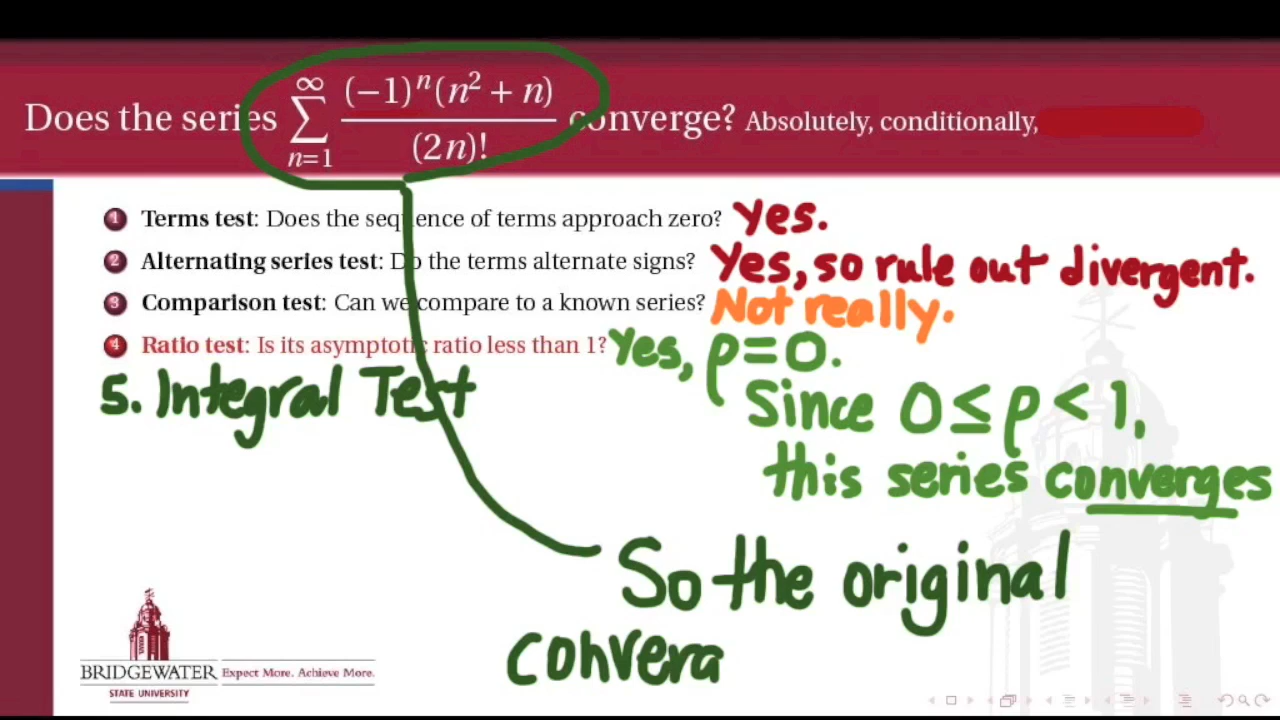 Does the series ∞∑n=1 (−1)ⁿ(n² + n)/(2n)! converge? Absolutely, conditionally,
1 Terms test: Does the sequence of terms approach zero? Yes.
2 Alternating series test: Do the terms alternate signs? Yes, so rule out divergent.
3 Comparison test: Can we compare to a known series? Not really.
4 Ratio test: Is its asymptotic ratio less than 1? Yes, ρ=0.
5. Integral Test
Since 0≤ρ<1,
this series converges
So the original
converg
BRIDGEWATER
STATE UNIVERSITY
Expect More. Achieve More.